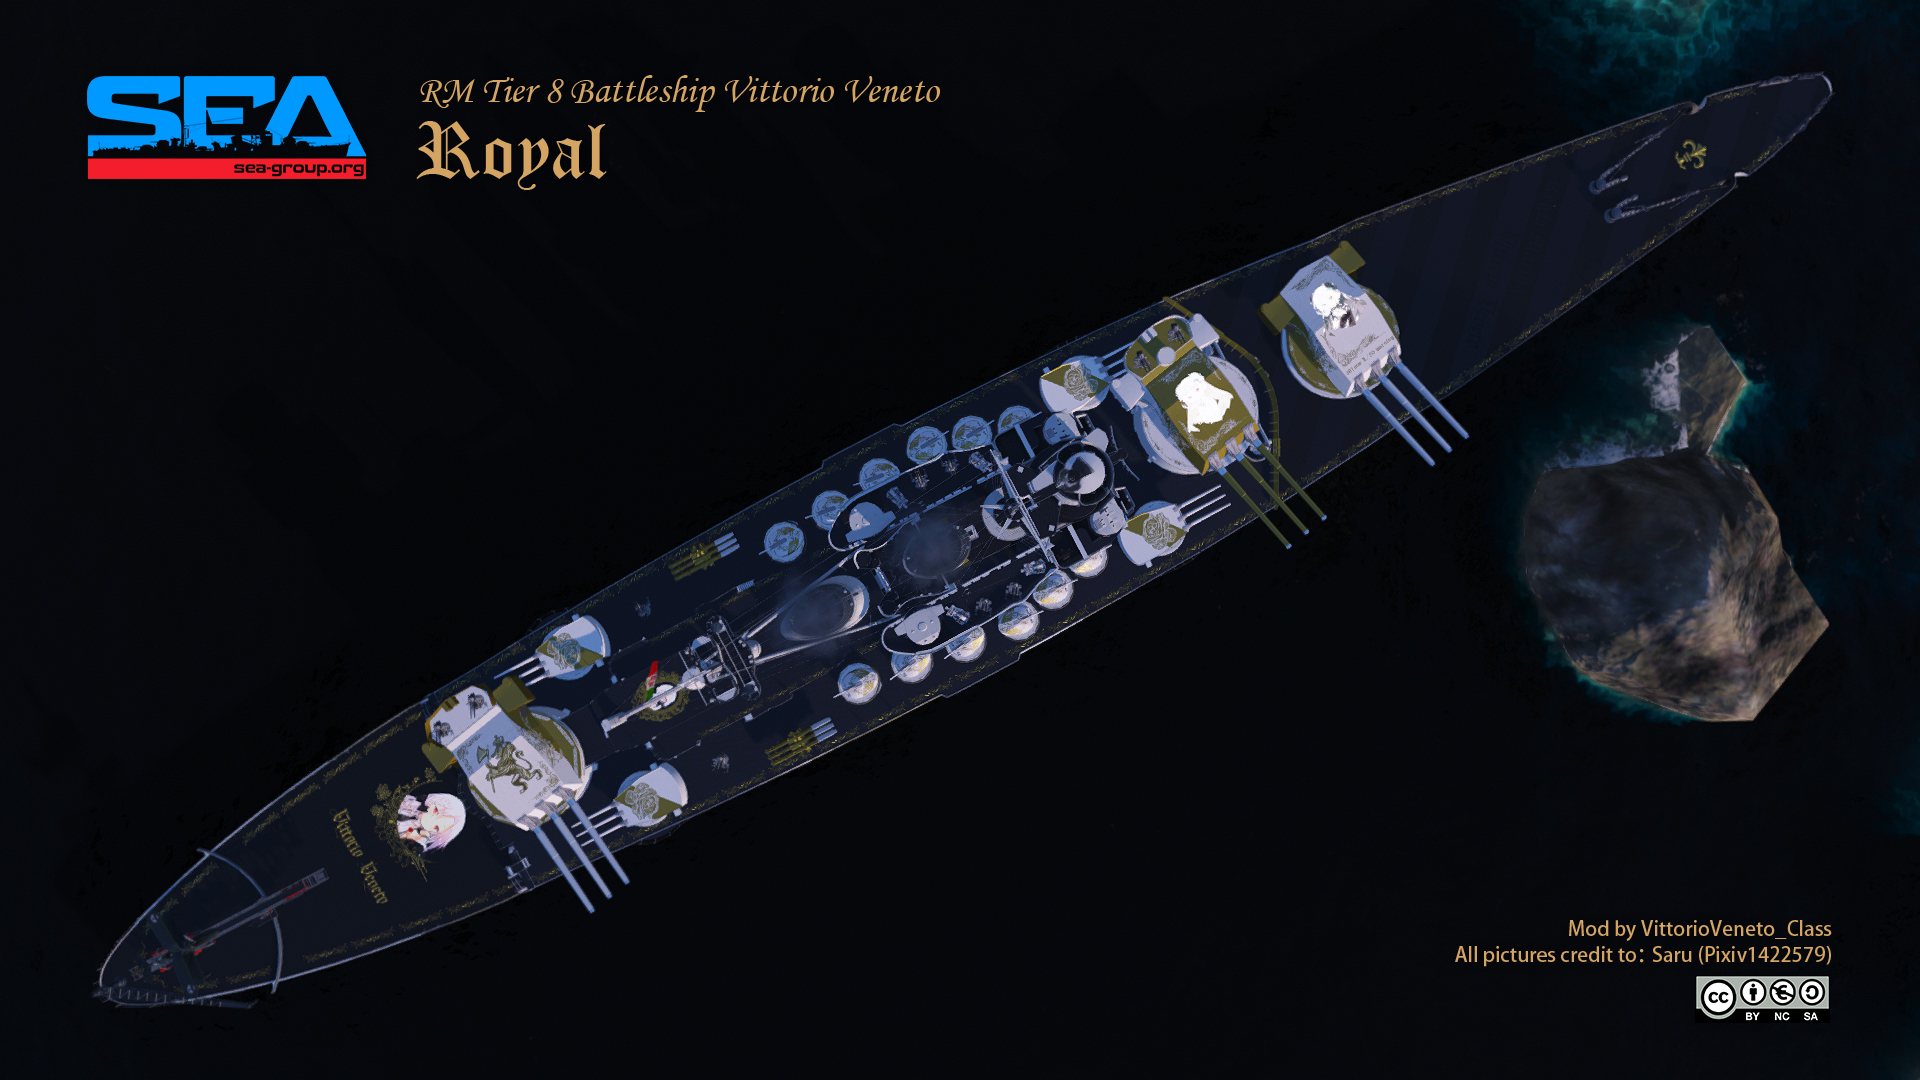 SEA
sea-group.org
RM Tier 8 Battleship Vittorio Veneto
Royal
Vittorio Veneto
Mod by VittorioVeneto_Class
All pictures credit to: Saru (Pixiv1422579)
cc
BY NC SA